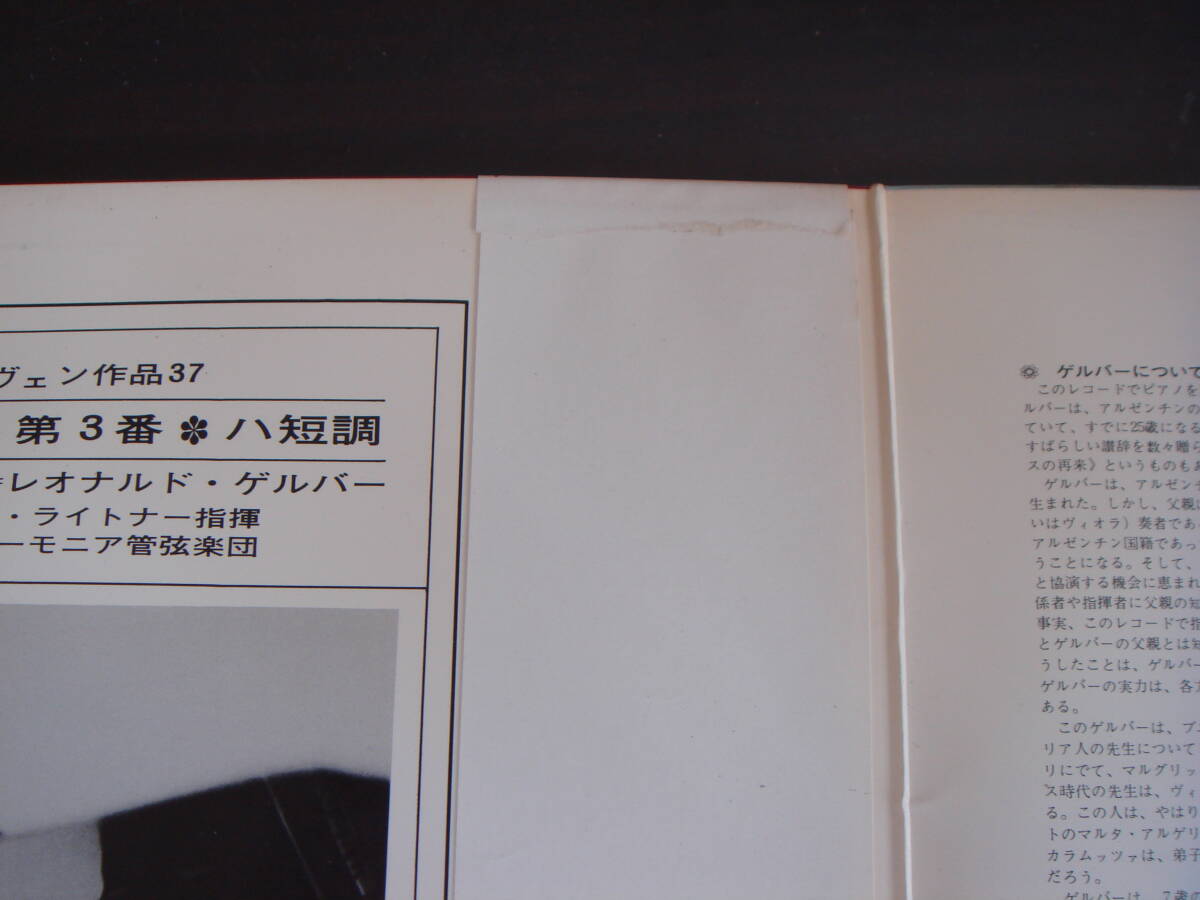 ヴェン作品37
第3番✽ハ短調
=レオナルド・ゲルバー
・ライトナー指揮
ーモニア管弦楽団
ゲルバーについて
このレコードでピアノを
ルバーは、アルゼンチンの
ていて、すでに25歳になる
すばらしい讃辞を数々贈ら
スの再来》というものもあ
ゲルバーは、アルゼンチ
生まれた。しかし、父親は
いはヴィオラ）奏者であ
アルゼンチン国籍であっ
うことになる。そして、
と協演する機会に恵まれ
係者や指揮者に父親の知
事実、このレコードで指
とゲルバーの父親とは知
うしたことは、ゲルバー
ゲルバーの実力は、各方
ある。
このゲルバーは、ブエ
リア人の先生について
リにでて、マルグリッ
ス時代の先生は、ヴィ
る。この人は、やはり
トのマルタ・アルゲリ
カラムッツァは、弟子
だろう。
ゲルバーは、7歳の